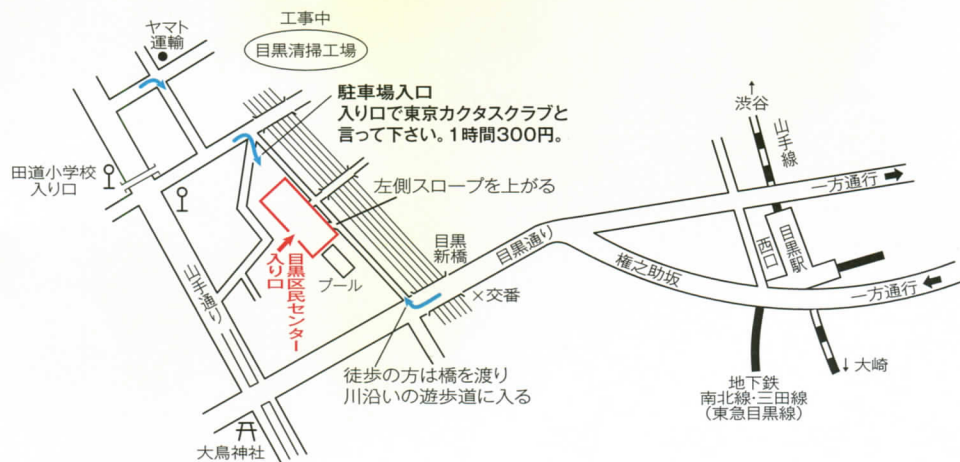 工事中
ヤマト
運輸
目黒清掃工場
駐車場入口
入り口で東京カクタスクラブと
言って下さい。1時間300円。
↑
渋谷
山手線
田道小学校
入り口
左側スロープを上がる
一方通行
目黒
新橋
目黒通り
西口
目黒駅
権之助坂
山手通り
入り口
目黒区民センター
プール
×交番
一方通行
徒歩の方は橋を渡り
川沿いの遊歩道に入る
↓大崎
地下鉄
南北線・三田線
(東急目黒線)
大鳥神社